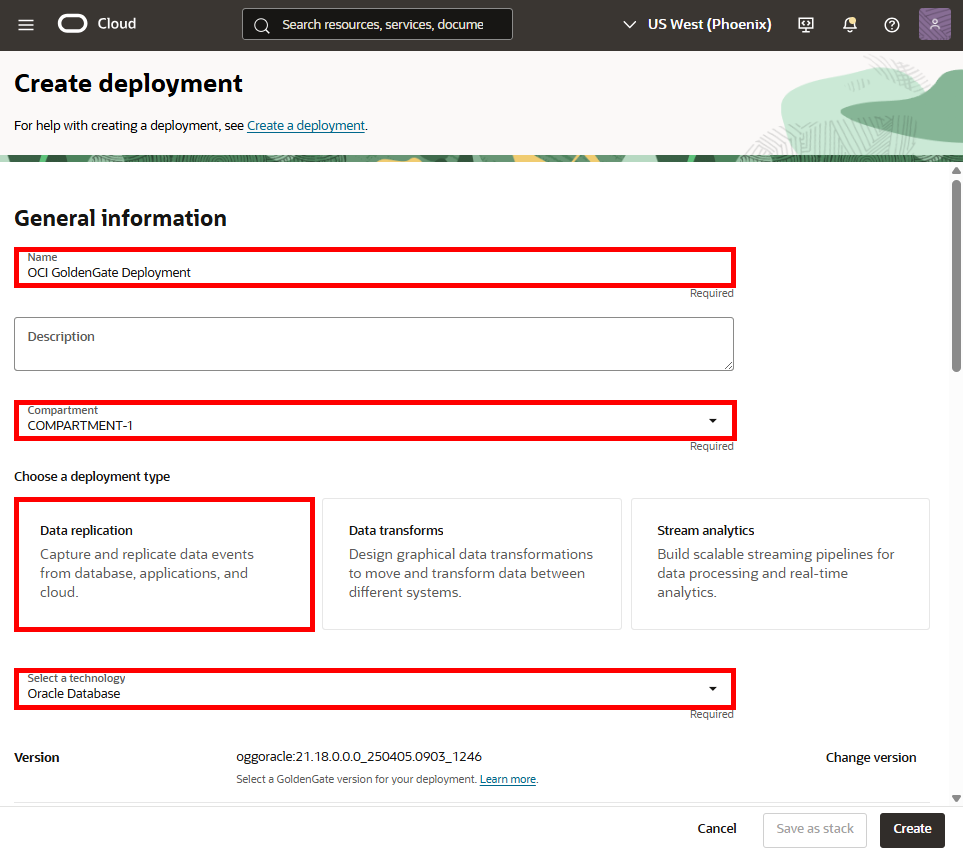 Cloud
Search resources, services, docume
US West (Phoenix)
Create deployment
For help with creating a deployment, see Create a deployment.
General information
Name
OCI GoldenGate Deployment
Required
Description
Compartment
COMPARTMENT-1
Required
Choose a deployment type
Data replication
Capture and replicate data events
from database, applications, and
cloud.
Data transforms
Design graphical data transformations
to move and transform data between
different systems.
Stream analytics
Build scalable streaming pipelines for
data processing and real-time
analytics.
Select a technology
Oracle Database
Required
Version
oggoracle:21.18.0.0.0_250405.0903_1246
Change version
Select a GoldenGate version for your deployment. Learn more.
Cancel
Save as stack
Create